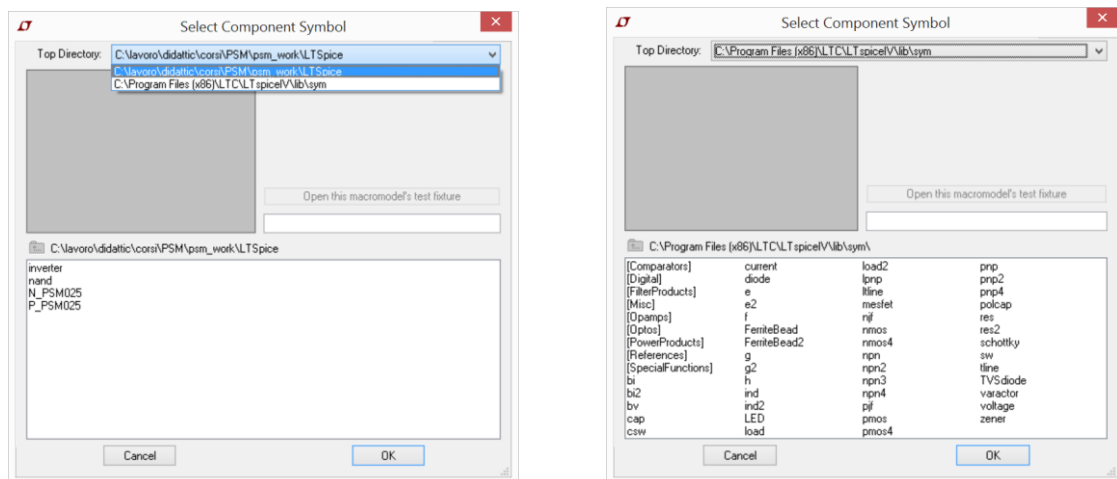 Select Component Symbol
Top Directory: C:\lavoro\didattic\corsi\PSM\psm_work\LTSpice
C:\lavoro\didattic\corsi\PSM\psm_work\LTSpice
C:\Program Files (x86)\LTC\LTspiceIV\lib\sym
Open this macromodel's test fixture
C:\lavoro\didattic\corsi\PSM\psm_work\LTSpice
inverter
nand
N_PSM025
P_PSM025
Cancel OK
Select Component Symbol
Top Directory: C:\Program Files (x86)\LTC\LTspiceIV\lib\sym
Open this macromodel's test fixture
C:\Program Files (x86)\LTC\LTspiceIV\lib\sym\
[Comparators] current load2 pnp
[Digital] diode lpnp pnp2
[FilterProducts] e ltline pnp4
[Misc] e2 mesfet polcap
[Opamps] f njf res
[Optos] FerriteBead nmos res2
[PowerProducts] FerriteBead2 nmos4 schottky
[References] g npn sw
[SpecialFunctions] g2 npn2 tline
bi h npn3 TVSdiode
bi2 ind npn4 varactor
bv ind2 pjf voltage
cap LED pmos zener
csw load pmos4
Cancel OK